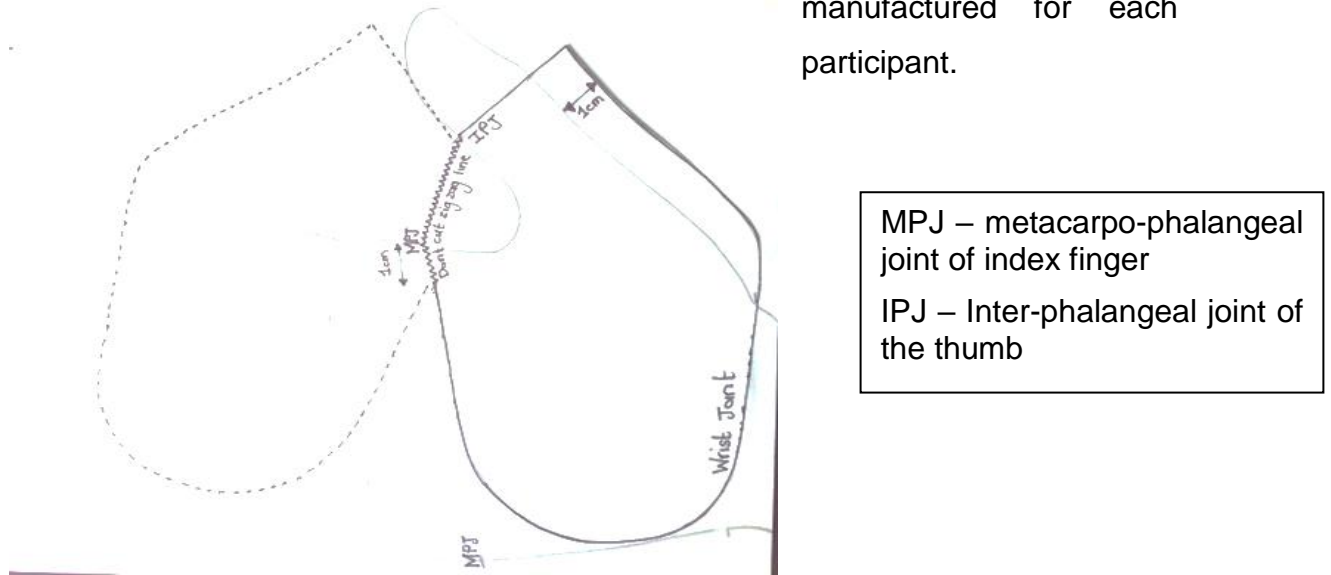 manufactured for each
participant.
1cm
IPJ
Dont cut zig zag line
MPJ
1cm
MPJ – metacarpo-phalangeal
joint of index finger
IPJ – Inter-phalangeal joint of
the thumb
Wrist Joint
MPJ